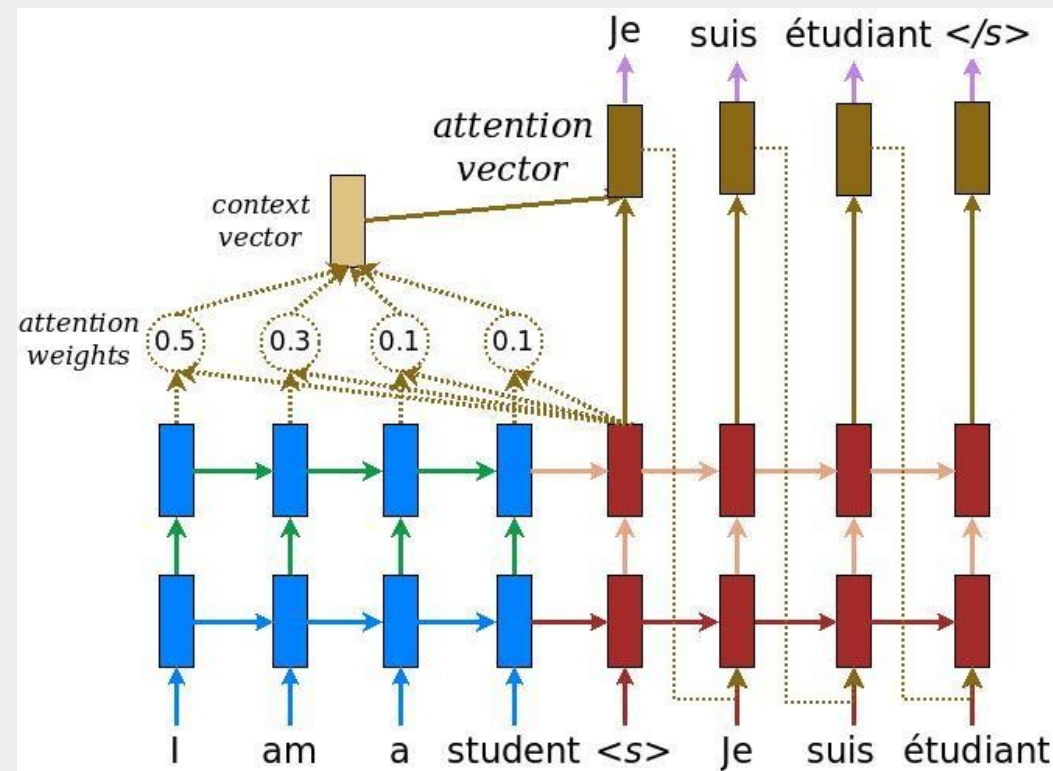 Je suis étudiant </s>
attention
vector
context
vector
attention
weights
0.5 0.3 0.1 0.1
I am a student <s> Je suis étudiant